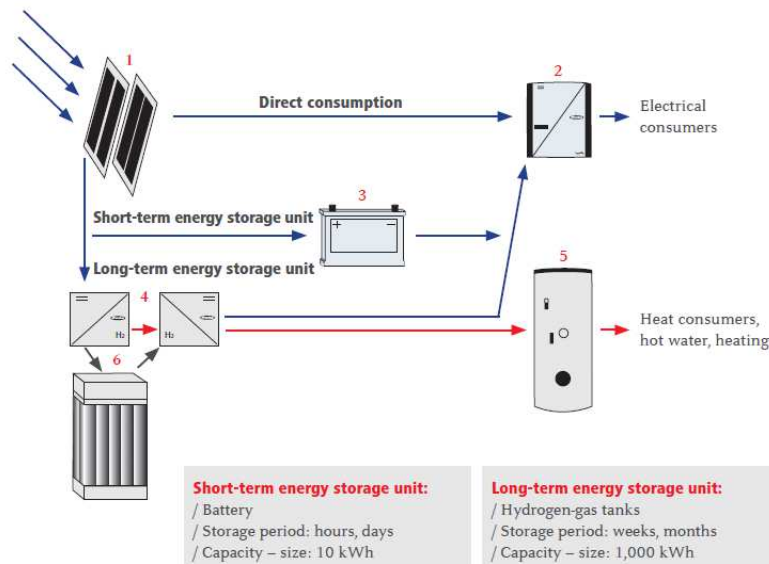 1
2
Direct consumption
Electrical
consumers
3
Short-term energy storage unit
+ −
Long-term energy storage unit
4
5
H₂
H₂
6
Heat consumers,
hot water, heating
Short-term energy storage unit:
/ Battery
/ Storage period: hours, days
/ Capacity – size: 10 kWh
Long-term energy storage unit:
/ Hydrogen-gas tanks
/ Storage period: weeks, months
/ Capacity – size: 1,000 kWh